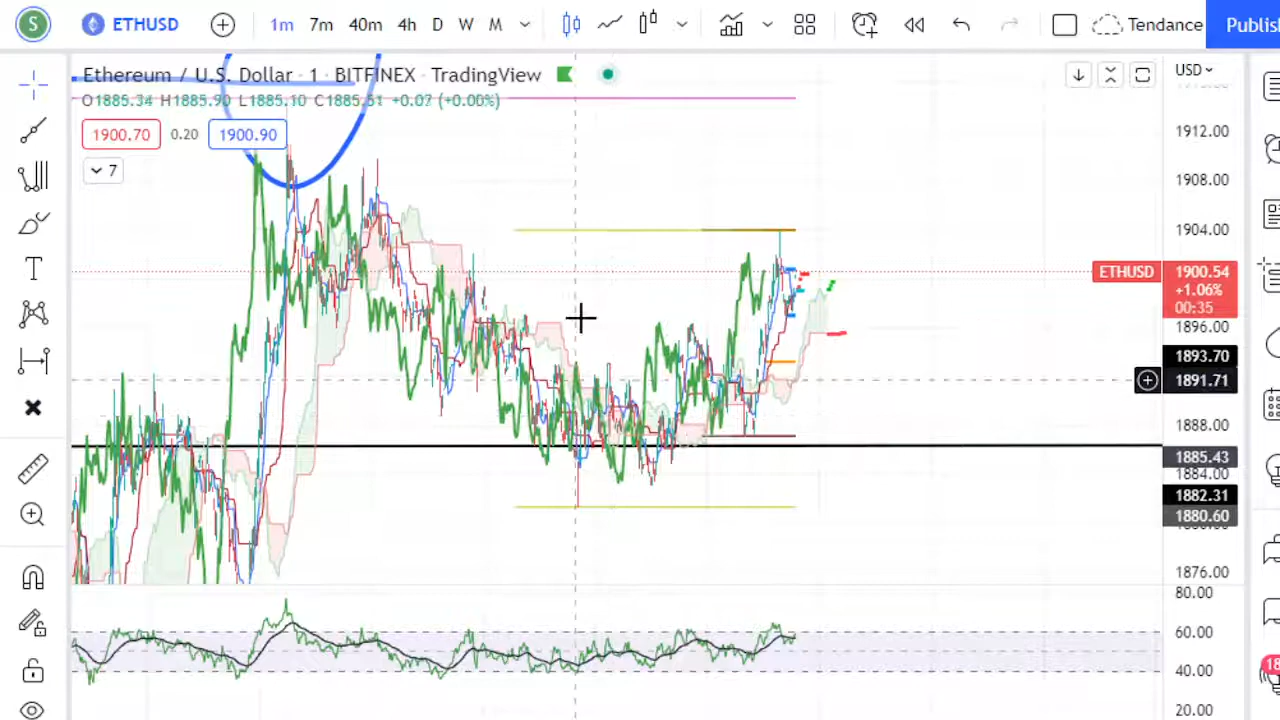 S ETHUSD 1m 7m 40m 4h D W M Tendance Publish
Ethereum / U.S. Dollar · 1 · BITFINEX · TradingView
USD
O1885.34 H1885.90 L1885.10 C1885.51 +0.07 (+0.00%)
1900.70 0.20 1900.90
7
1912.00
1908.00
1904.00
ETHUSD 1900.54
+1.06%
00:35
1896.00
1893.70
1891.71
1888.00
1885.43
1884.00
1882.31
1880.60
1876.00
80.00
60.00
40.00
20.00
T
18